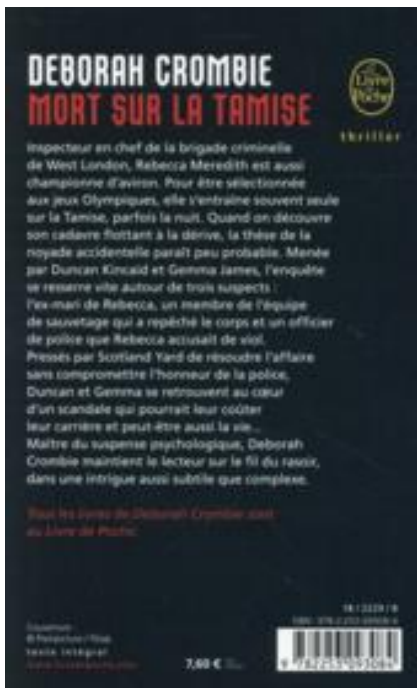 DEBORAH CROMBIE
MORT SUR LA TAMISE
Le Livre de Poche
thriller
Inspecteur en chef de la brigade criminelle
de West London, Rebecca Meredith est aussi
championne d'aviron. Pour être sélectionnée
aux jeux Olympiques, elle s'entraîne souvent seule
sur la Tamise, parfois la nuit. Quand on découvre
son cadavre flottant à la dérive, la thèse de la
noyade accidentelle paraît peu probable. Menée
par Duncan Kincaid et Gemma James, l'enquête
se resserre vite autour de trois suspects :
l'ex-mari de Rebecca, un membre de l'équipe
de sauvetage qui a repêché le corps et un officier
de police que Rebecca accusait de viol.
Pressés par Scotland Yard de résoudre l'affaire
sans compromettre l'honneur de la police,
Duncan et Gemma se retrouvent au cœur
d'un scandale qui pourrait leur coûter
leur carrière et peut-être aussi la vie...
Maître du suspense psychologique, Deborah
Crombie maintient le lecteur sur le fil du rasoir,
dans une intrigue aussi subtile que complexe.
Tous les livres de Deborah Crombie sont
au Livre de Poche.
Couverture :
texte intégral
7,60 €